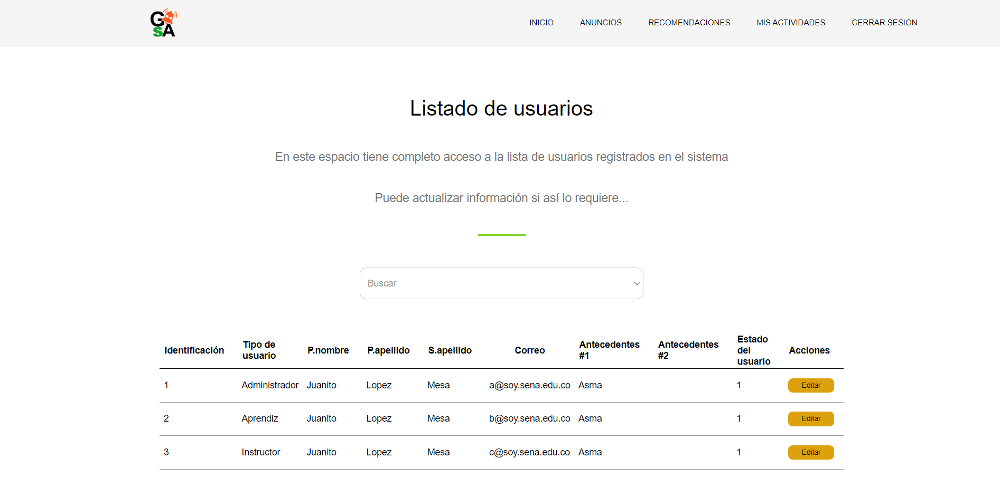 G
SA
INICIO ANUNCIOS RECOMENDACIONES MIS ACTIVIDADES CERRAR SESION
Listado de usuarios
En este espacio tiene completo acceso a la lista de usuarios registrados en el sistema
Puede actualizar información si así lo requiere...
Buscar
Identificación Tipo de usuario P.nombre P.apellido S.apellido Correo Antecedentes #1 Antecedentes #2 Estado del usuario Acciones
1 Administrador Juanito Lopez Mesa a@soy.sena.edu.co Asma 1 Editar
2 Aprendiz Juanito Lopez Mesa b@soy.sena.edu.co Asma 1 Editar
3 Instructor Juanito Lopez Mesa c@soy.sena.edu.co Asma 1 Editar